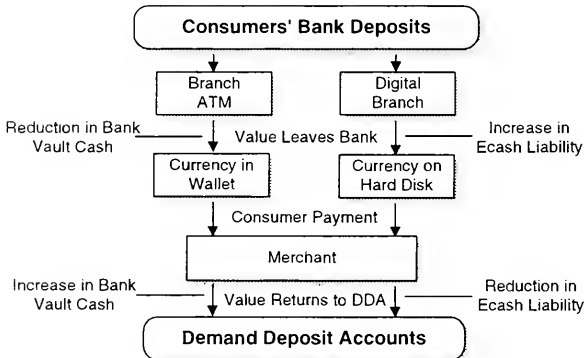 Consumers' Bank Deposits
Branch
ATM
Digital
Branch
Reduction in Bank
Vault Cash
Value Leaves Bank
Increase in
Ecash Liability
Currency in
Wallet
Currency on
Hard Disk
Consumer Payment
Merchant
Increase in Bank
Vault Cash
Value Returns to DDA
Reduction in
Ecash Liability
Demand Deposit Accounts